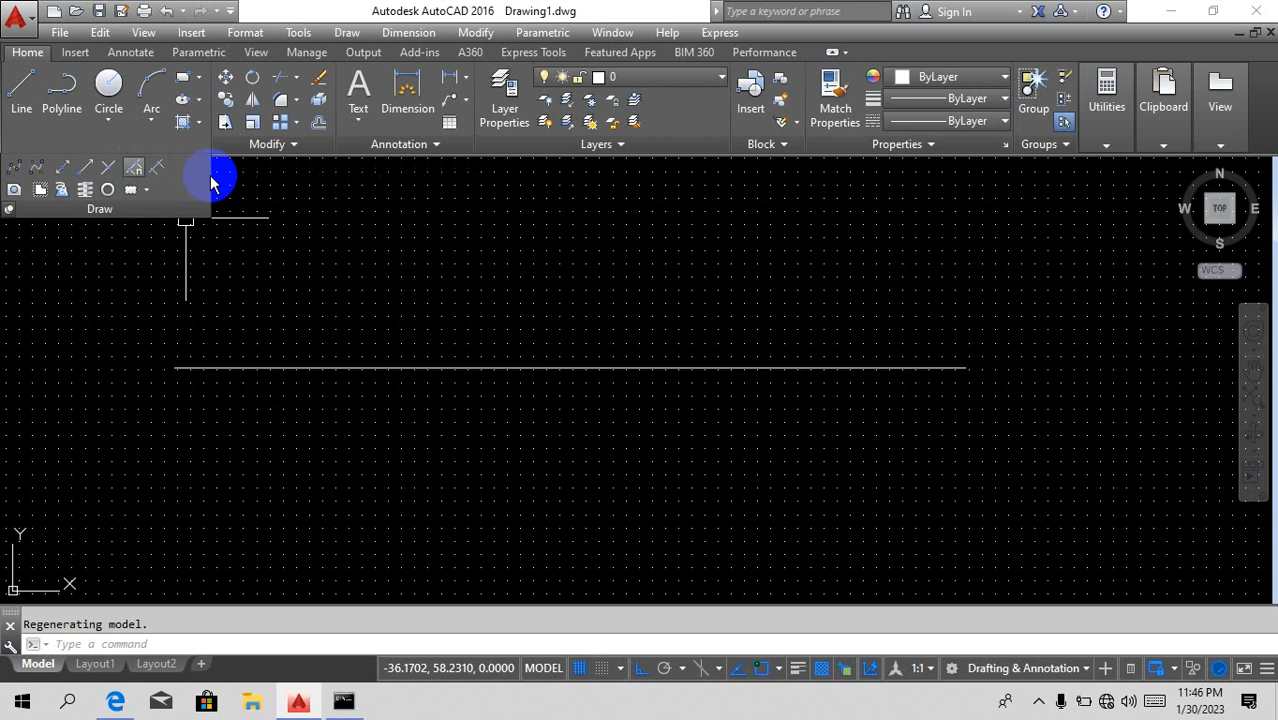 Autodesk AutoCAD 2016 Drawing1.dwg Type a keyword or phrase Sign In
File Edit View Insert Format Tools Draw Dimension Modify Parametric Window Help Express
Home Insert Annotate Parametric View Manage Output Add-ins A360 Express Tools Featured Apps BIM 360 Performance
0 ByLayer
Line Polyline Circle Arc Text Dimension Layer Properties Insert Match Properties ByLayer Group Utilities Clipboard View
ByLayer
Modify Annotation Layers Block Properties Groups
Draw
N
W TOP E
S
WCS
Y
X
Regenerating model.
Type a command
Model Layout1 Layout2 -36.1702, 58.2310, 0.0000 MODEL 1:1 Drafting & Annotation
11:46 PM
1/30/2023